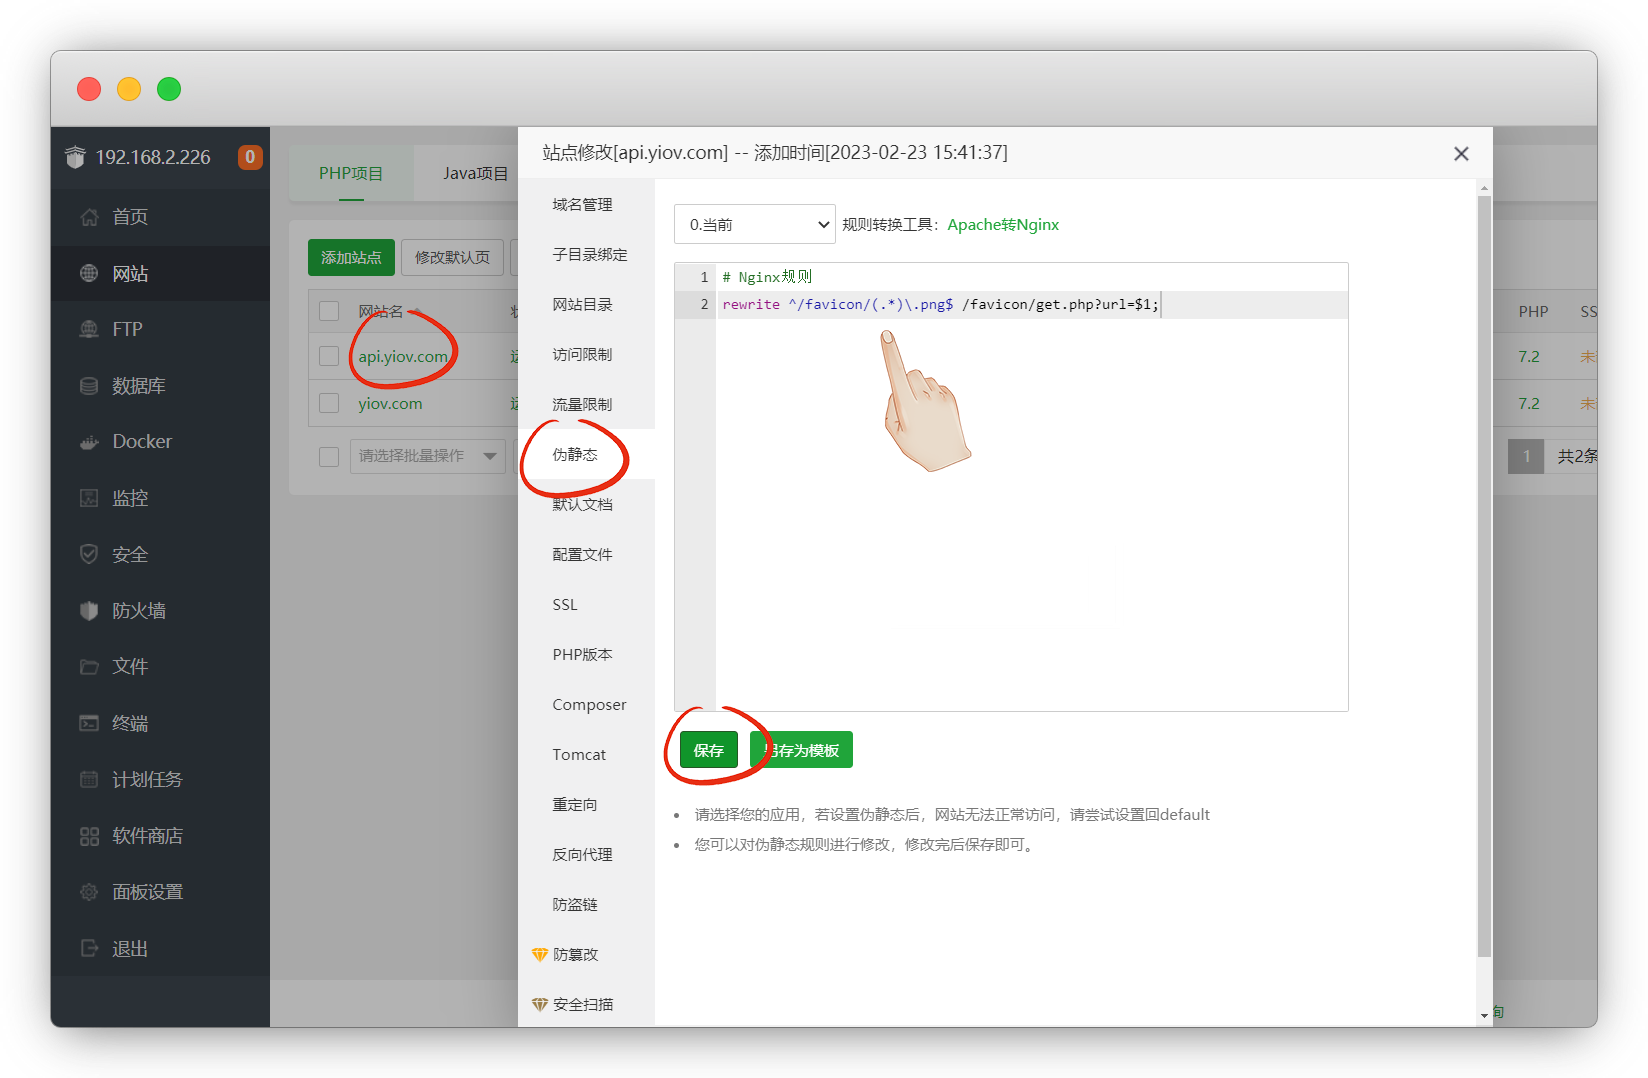 192.168.2.226
0
首页
网站
FTP
数据库
Docker
监控
安全
防火墙
文件
终端
计划任务
软件商店
面板设置
退出
PHP项目
Java项目
添加站点
修改默认页
网站名
api.yiov.com
yiov.com
请选择批量操作
站点修改[api.yiov.com] -- 添加时间[2023-02-23 15:41:37]
域名管理
子目录绑定
网站目录
访问限制
流量限制
伪静态
默认文档
配置文件
SSL
PHP版本
Composer
Tomcat
重定向
反向代理
防盗链
防篡改
安全扫描
0.当前
规则转换工具：Apache转Nginx
1 # Nginx规则
2 rewrite ^/favicon/(.*)\.png$ /favicon/get.php?url=$1;
保存
另存为模板
请选择您的应用，若设置伪静态后，网站无法正常访问，请尝试设置回default
您可以对伪静态规则进行修改，修改完后保存即可。
PHP
SS
7.2
未
7.2
未
1
共2条
询